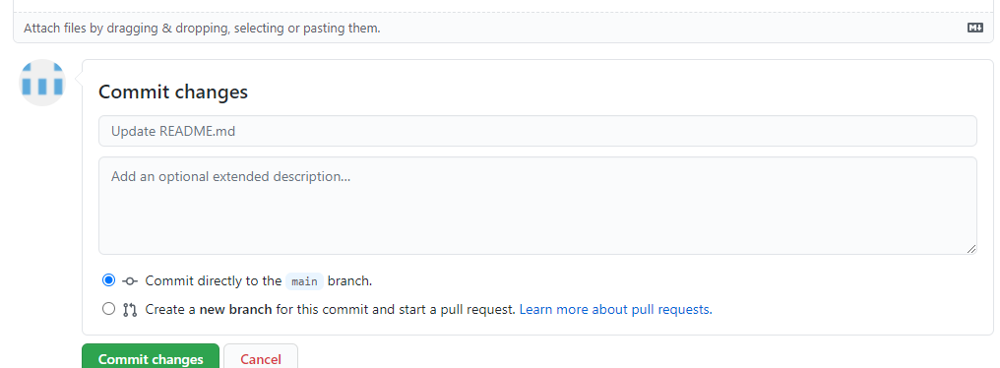 Attach files by dragging & dropping, selecting or pasting them.
Commit changes
Update README.md
Add an optional extended description...
Commit directly to the main branch.
Create a new branch for this commit and start a pull request. Learn more about pull requests.
Commit changes Cancel